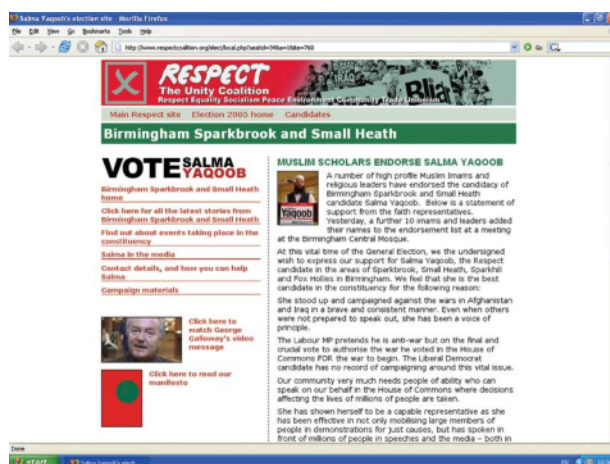 Salma Yaqoob's election site - Mozilla Firefox
File Edit View Go Bookmarks Tools Help
Go
RESPECT
The Unity Coalition
Respect Equality Socialism Peace Environment Community Trade Unionism
IRAQ
Blia
Main Respect site Election 2005 home Candidates
Birmingham Sparkbrook and Small Heath
VOTE SALMA YAQOOB
Birmingham Sparkbrook and Small Heath
home
Click here for all the latest stories from
Birmingham Sparkbrook and Small Heath
Find out about events taking place in the
constituency
Salma in the media
Contact details, and how you can help
Salma
Campaign materials
Click here to
watch George
Galloway's video
message
Click here to read our
manifesto
MUSLIM SCHOLARS ENDORSE SALMA YAQOOB
Yaqoob
A number of high profile Muslim Imams and
religious leaders have endorsed the candidacy of
Birmingham Sparkbrook and Small Heath
candidate Salma Yaqoob. Below is a statement of
support from the faith representatives.
Yesterday, a further 10 imams and leaders added
their names to the endorsement list at a meeting
at the Birmingham Central Mosque.
At this vital time of the General Election, we the undersigned
wish to express our support for Salma Yaqoob, the Respect
candidate in the areas of Sparkbrook, Small Heath, Sparkhill
and Fox Hollies in Birmingham. We feel that she is the best
candidate in the constituency for the following reason:
She stood up and campaigned against the wars in Afghanistan
and Iraq in a brave and consistent manner. Even when others
were not prepared to speak out, she has been a voice of
principle.
The Labour MP pretends he is anti-war but on the final and
crucial vote to authorise the war he voted in the House of
Commons FOR the war to begin. The Liberal Democrat
candidate has no record of campaigning around this vital issue.
Our community very much needs people of ability who can
speak on our behalf in the House of Commons where decisions
affecting the lives of millions of people are taken.
She has shown herself to be a capable representative as she
has been effective in not only mobilising large members of
people in demonstrations for just causes, but has spoken in
front of millions of people in speeches and the media – both in
Done
start
EN